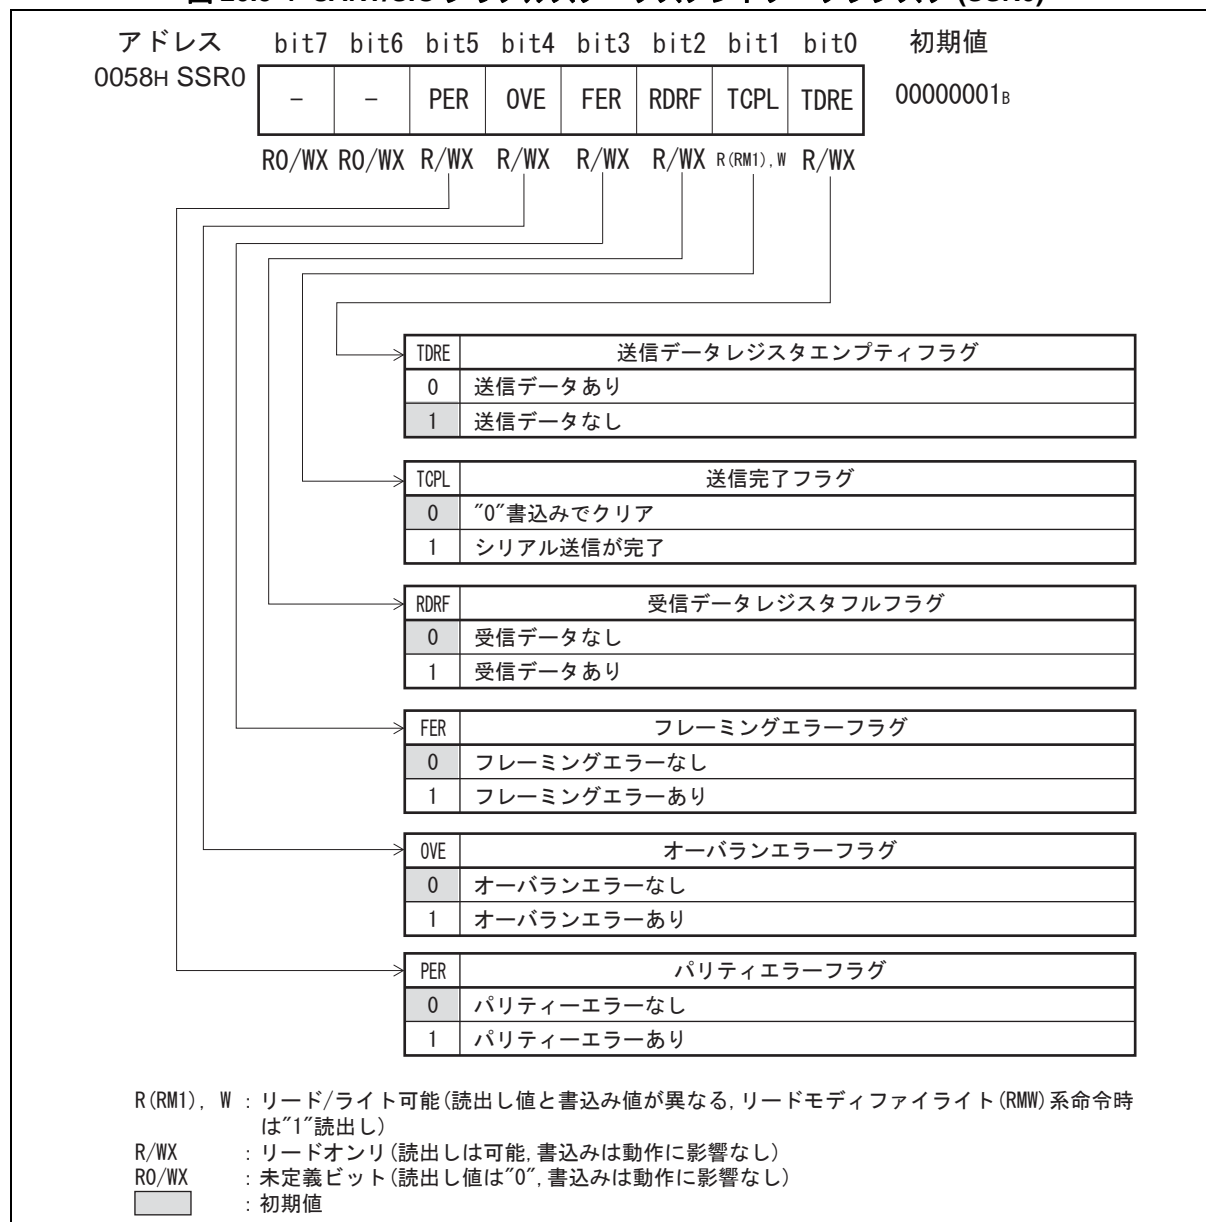 アドレス bit7 bit6 bit5 bit4 bit3 bit2 bit1 bit0 初期値
0058H SSR0 - - PER OVE FER RDRF TCPL TDRE 00000001B
R0/WX R0/WX R/WX R/WX R/WX R/WX R(RM1),W R/WX
TDRE 送信データレジスタエンプティフラグ
0 送信データあり
1 送信データなし
TCPL 送信完了フラグ
0 "0"書込みでクリア
1 シリアル送信が完了
RDRF 受信データレジスタフルフラグ
0 受信データなし
1 受信データあり
FER フレーミングエラーフラグ
0 フレーミングエラーなし
1 フレーミングエラーあり
OVE オーバランエラーフラグ
0 オーバランエラーなし
1 オーバランエラーあり
PER パリティエラーフラグ
0 パリティーエラーなし
1 パリティーエラーあり
R(RM1), W : リード/ライト可能(読出し値と書込み値が異なる, リードモディファイライト(RMW)系命令時
は"1"読出し)
R/WX : リードオンリ(読出しは可能, 書込みは動作に影響なし)
R0/WX : 未定義ビット(読出し値は"0", 書込みは動作に影響なし)
: 初期値